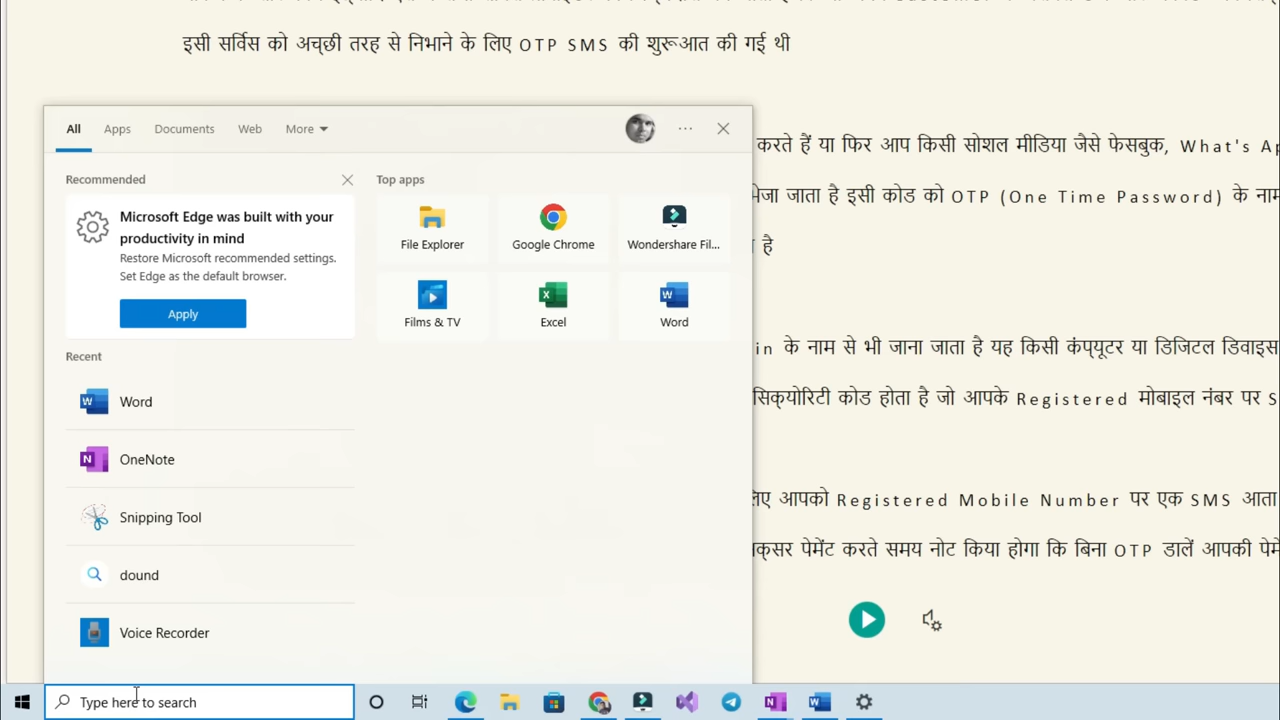 इसी सर्विस को अच्छी तरह से निभाने के लिए OTP SMS की शुरूआत की गई थी
All Apps Documents Web More
करते हैं या फिर आप किसी सोशल मीडिया जैसे फेसबुक, What's Ap
भेजा जाता है इसी कोड को OTP (One Time Password) के नाम
है
Recommended
Microsoft Edge was built with your
productivity in mind
Restore Microsoft recommended settings.
Set Edge as the default browser.
Apply
Top apps
File Explorer Google Chrome Wondershare Fil...
Films & TV Excel Word
in के नाम से भी जाना जाता है यह किसी कंप्यूटर या डिजिटल डिवाइस
सिक्योरिटी कोड होता है जो आपके Registered मोबाइल नंबर पर S
लिए आपको Registered Mobile Number पर एक SMS आता
अक्सर पेमेंट करते समय नोट किया होगा कि बिना OTP डालें आपकी पेमे
Recent
Word
OneNote
Snipping Tool
dound
Voice Recorder
Type here to search